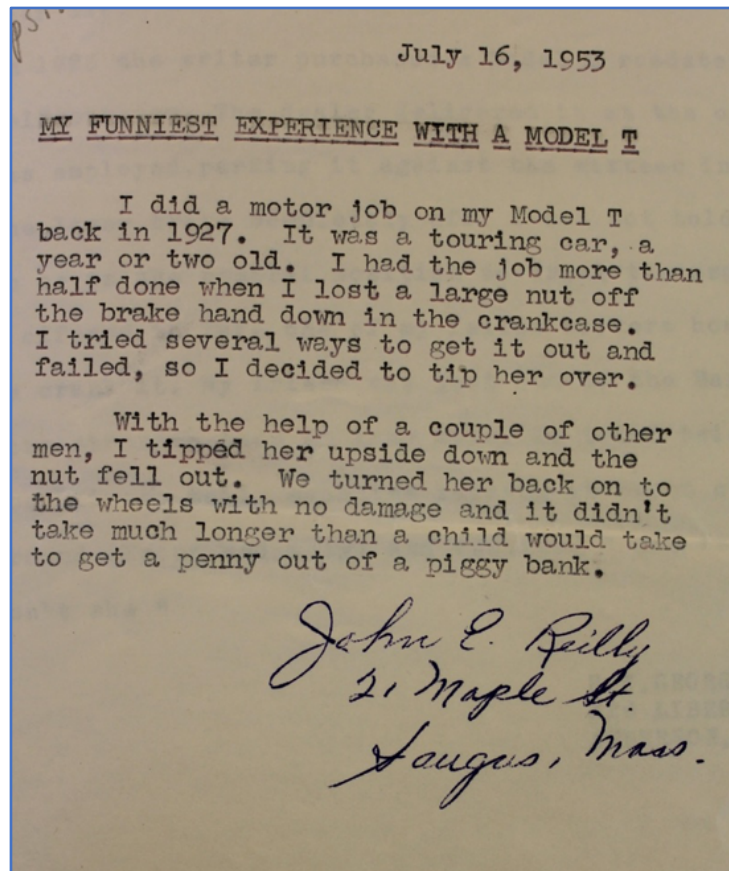 July 16, 1953
MY FUNNIEST EXPERIENCE WITH A MODEL T
I did a motor job on my Model T
back in 1927. It was a touring car, a
year or two old. I had the job more than
half done when I lost a large nut off
the brake hand down in the crankcase.
I tried several ways to get it out and
failed, so I decided to tip her over.
With the help of a couple of other
men, I tipped her upside down and the
nut fell out. We turned her back on to
the wheels with no damage and it didn't
take much longer than a child would take
to get a penny out of a piggy bank.
John E. Reilly
21 Maple St.
Saugus, Mass.